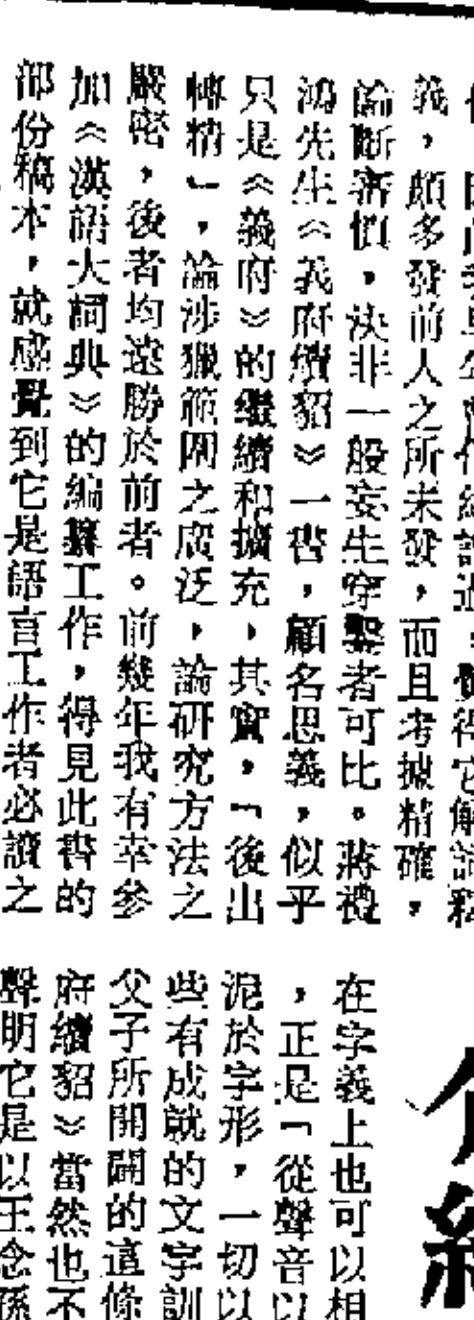 義，頗多發前人之所未發，而且考據精確，
論斷審慎，決非一般妄生穿鑿者可比。蔣禮
鴻先生《義府續貂》一書，顧名思義，似乎
只是《義府》的繼續和擴充，其實，「後出
轉精」，論涉獵範圍之廣泛，論研究方法之
嚴密，後者均遠勝於前者。前幾年我有幸參
加《漢語大詞典》的編纂工作，得見此書的
部份稿本，就感覺到它是語言工作者必讀之
在字義上也可以相
，正是「從聲音以
泥於字形，一切以
些有成就的文字訓
父子所開闢的這條
府續貂》當然也不
聲明它是以王念孫